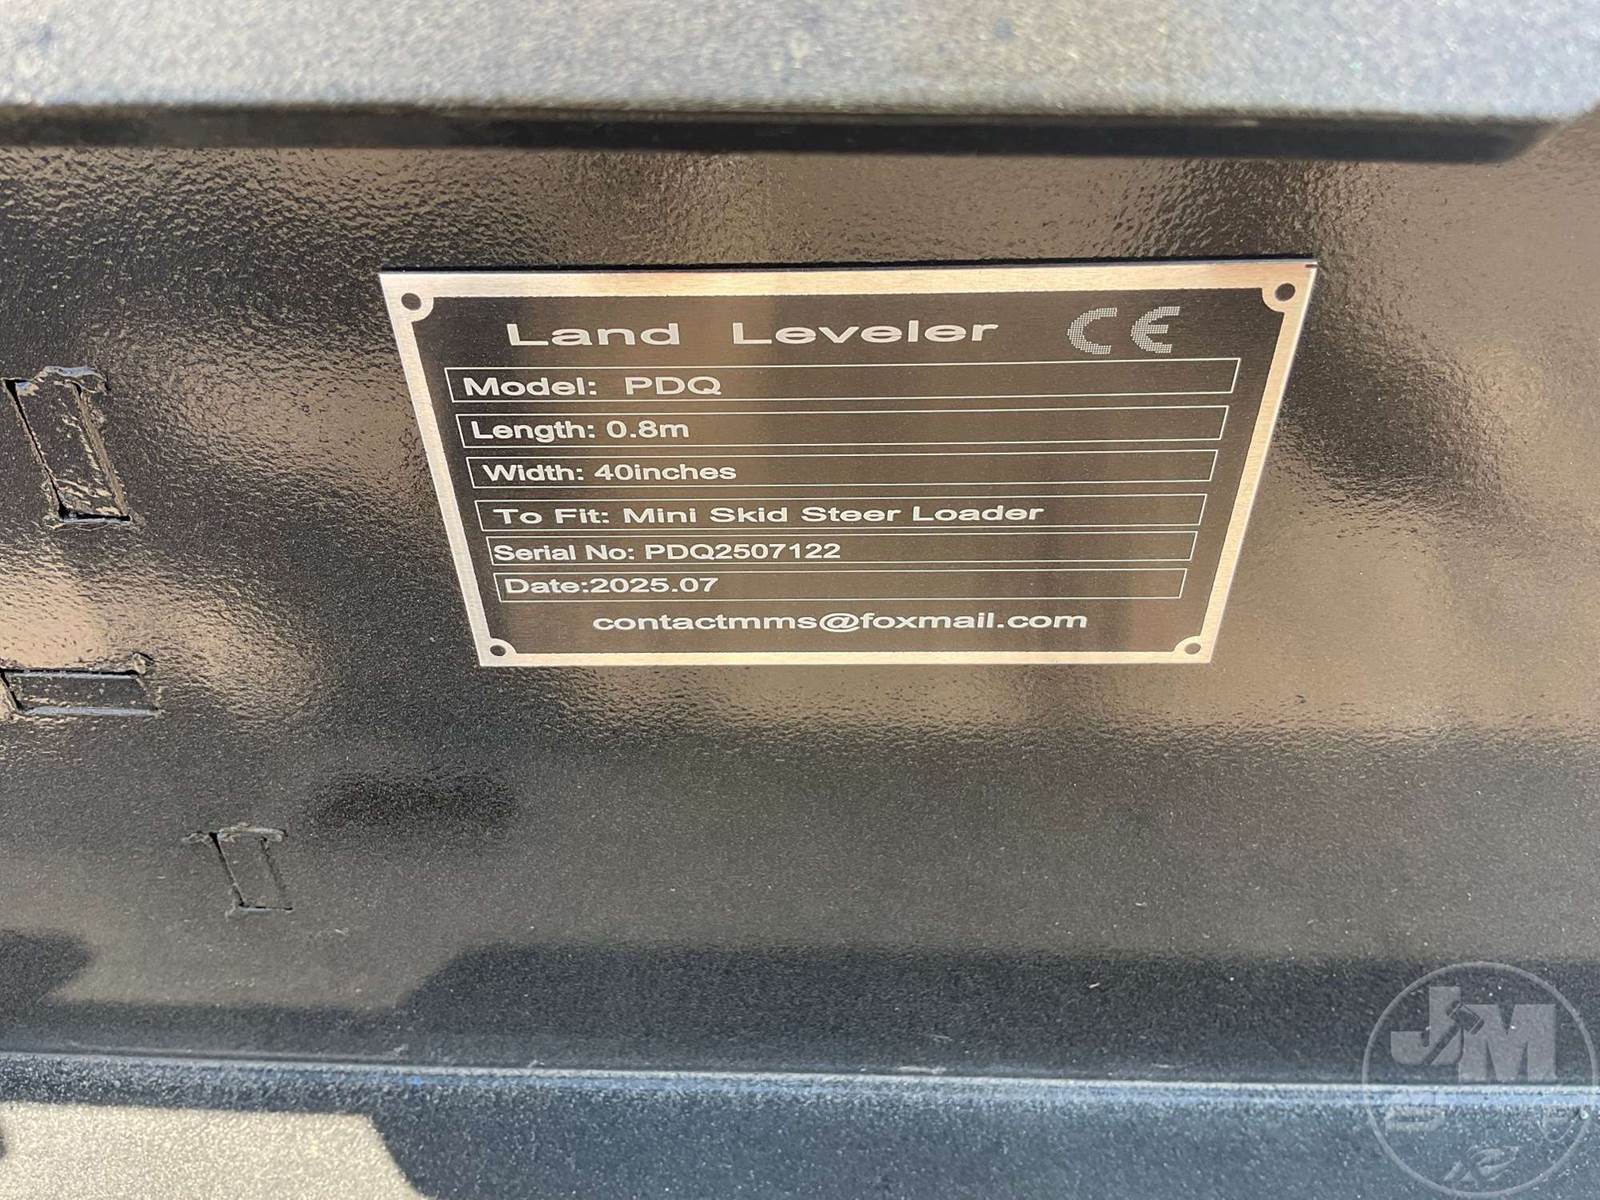 Land Leveler CE
Model: PDQ
Length: 0.8m
Width: 40inches
To Fit: Mini Skid Steer Loader
Serial No: PDQ2507122
Date:2025.07
contactmms@foxmail.com
JM